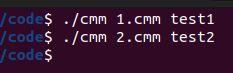 /code$ ./cmm 1.cmm test1
/code$ ./cmm 2.cmm test2
/code$